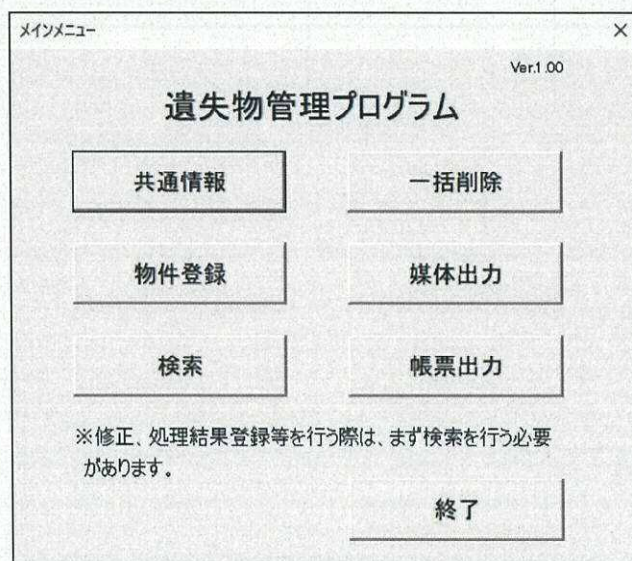 メインメニュー
Ver.1.00
遺失物管理プログラム
共通情報
一括削除
物件登録
媒体出力
検索
帳票出力
※修正、処理結果登録等を行う際は、まず検索を行う必要
があります。
終了